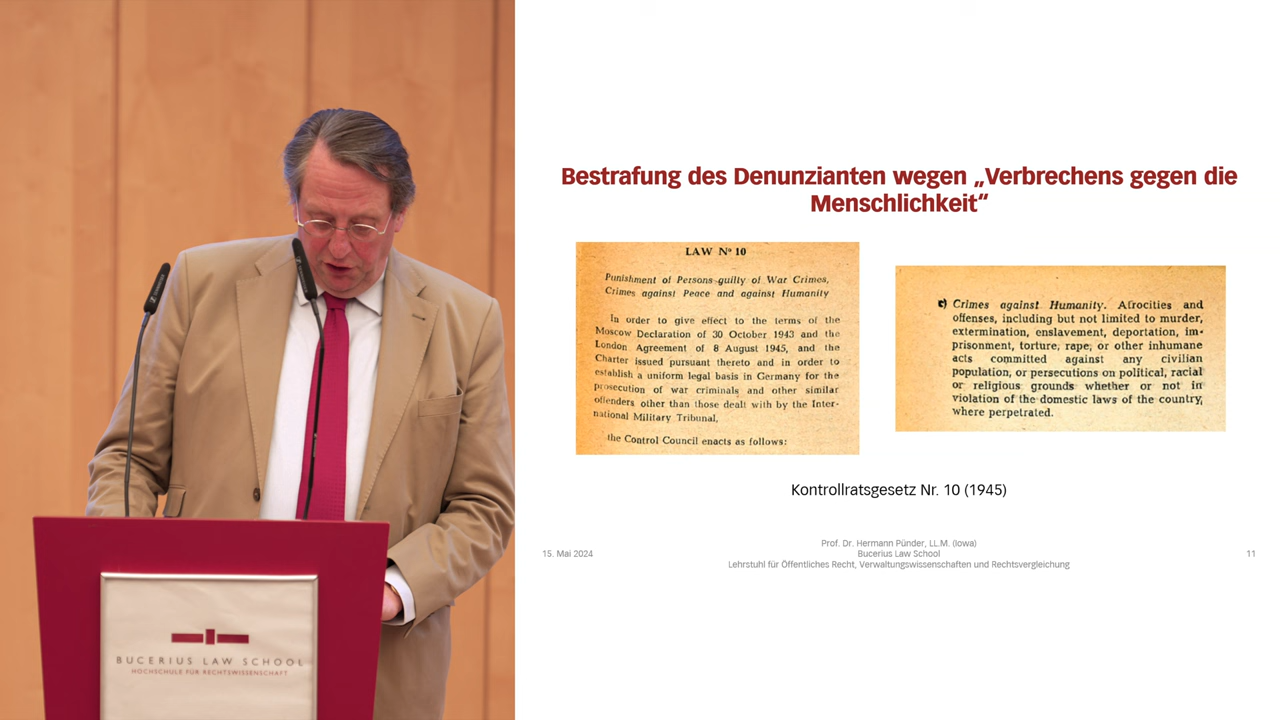 BUCERIUS LAW SCHOOL
HOCHSCHULE FÜR RECHTSWISSENSCHAFT
Bestrafung des Denunzianten wegen „Verbrechens gegen die
Menschlichkeit“
LAW Nº 10
Punishment of Persons guilty of War Crimes,
Crimes against Peace and against Humanity
In order to give effect to the terms of the
Moscow Declaration of 30 October 1943 and the
London Agreement of 8 August 1945, and the
Charter issued pursuant thereto and in order to
establish a uniform legal basis in Germany for the
prosecution of war criminals and other similar
offenders other than those dealt with by the Inter-
national Military Tribunal,
the Control Council enacts as follows:
c) Crimes against Humanity. Atrocities and
offenses, including but not limited to murder,
extermination, enslavement, deportation, im-
prisonment, torture, rape, or other inhumane
acts committed against any civilian
population, or persecutions on political, racial
or religious grounds whether or not in
violation of the domestic laws of the country,
where perpetrated.
Kontrollratsgesetz Nr. 10 (1945)
15. Mai 2024
Prof. Dr. Hermann Pünder, LL.M. (Iowa)
Bucerius Law School
Lehrstuhl für Öffentliches Recht, Verwaltungswissenschaften und Rechtsvergleichung
11